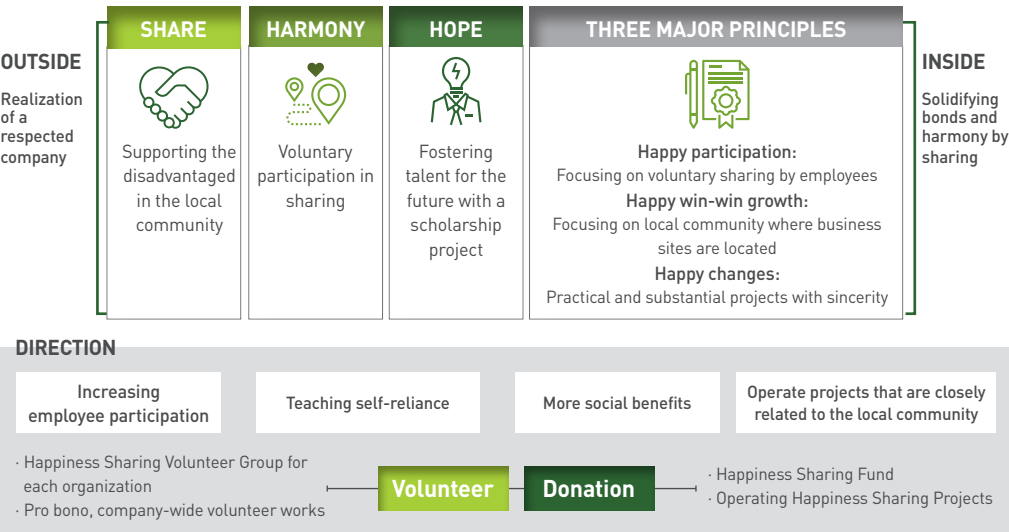 OUTSIDE
Realization
of a
respected
company
SHARE
Supporting the
disadvantaged
in the local
community
HARMONY
Voluntary
participation in
sharing
HOPE
Fostering
talent for the
future with a
scholarship
project
THREE MAJOR PRINCIPLES
Happy participation:
Focusing on voluntary sharing by employees
Happy win-win growth:
Focusing on local community where business
sites are located
Happy changes:
Practical and substantial projects with sincerity
INSIDE
Solidifying
bonds and
harmony by
sharing
DIRECTION
Increasing
employee participation
Teaching self-reliance
More social benefits
Operate projects that are closely
related to the local community
· Happiness Sharing Volunteer Group for
each organization
· Pro bono, company-wide volunteer works
Volunteer
Donation
· Happiness Sharing Fund
· Operating Happiness Sharing Projects